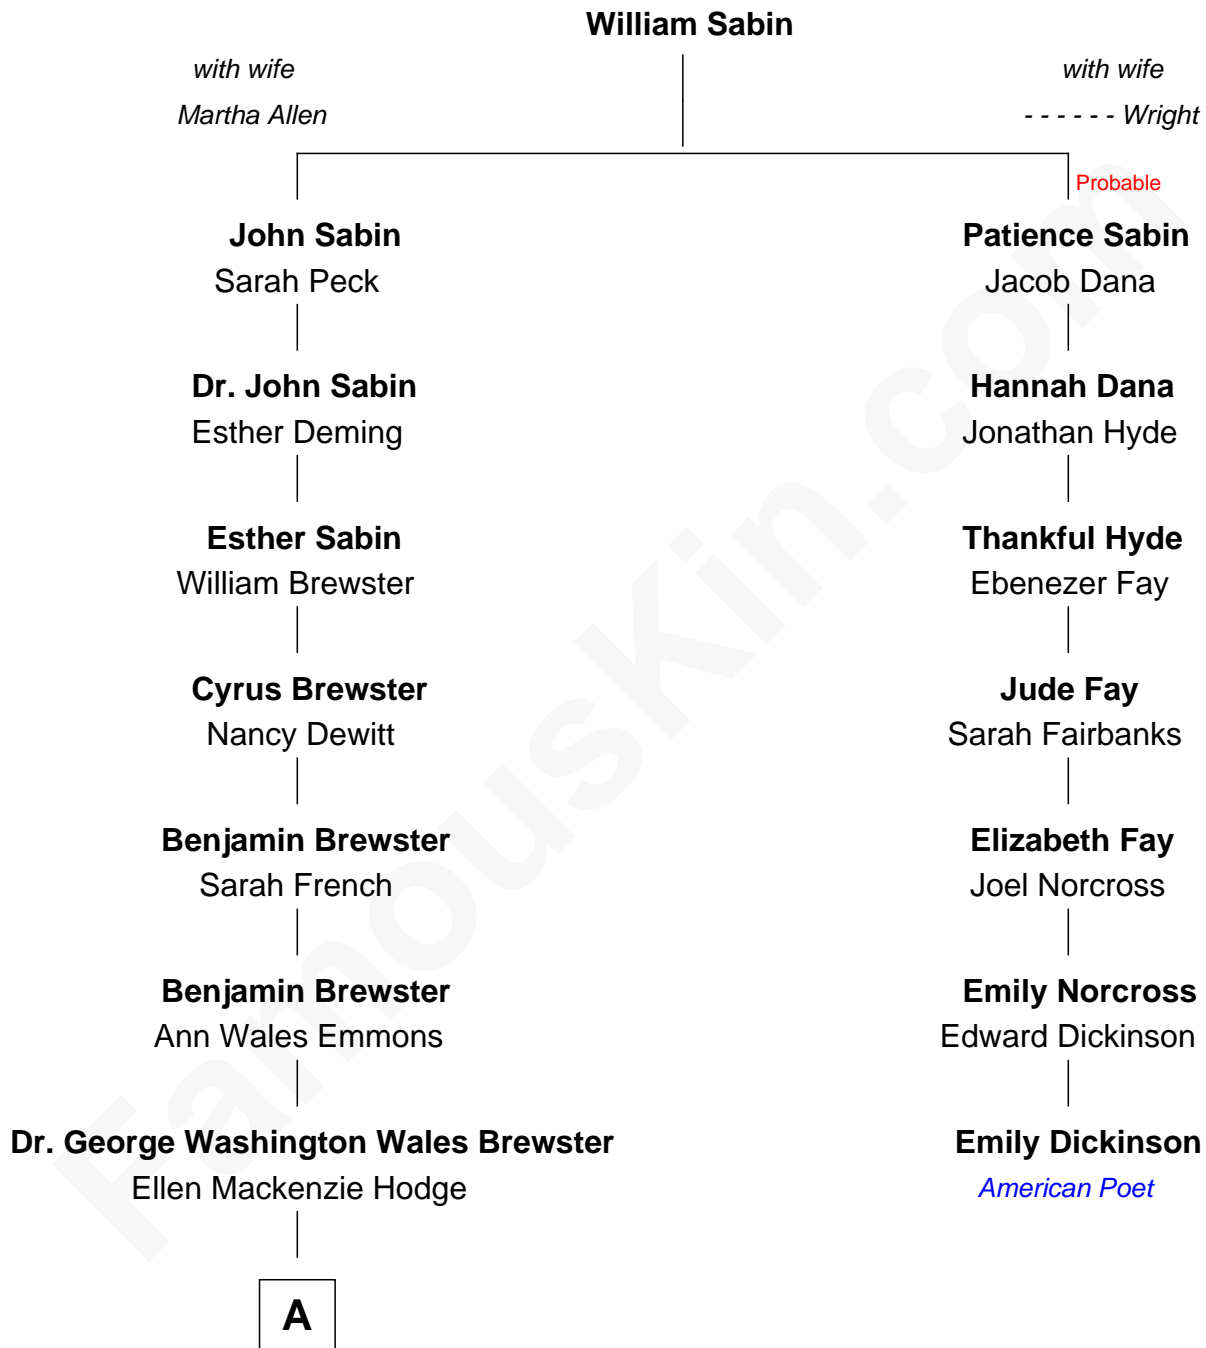 William Sabin
with wife
Martha Allen
with wife
- - - - - - Wright
Probable
John Sabin
Sarah Peck
Patience Sabin
Jacob Dana
Dr. John Sabin
Esther Deming
Hannah Dana
Jonathan Hyde
Esther Sabin
William Brewster
Thankful Hyde
Ebenezer Fay
Cyrus Brewster
Nancy Dewitt
Jude Fay
Sarah Fairbanks
Benjamin Brewster
Sarah French
Elizabeth Fay
Joel Norcross
Benjamin Brewster
Ann Wales Emmons
Emily Norcross
Edward Dickinson
Dr. George Washington Wales Brewster
Ellen Mackenzie Hodge
Emily Dickinson
American Poet
A
FamousKin.com